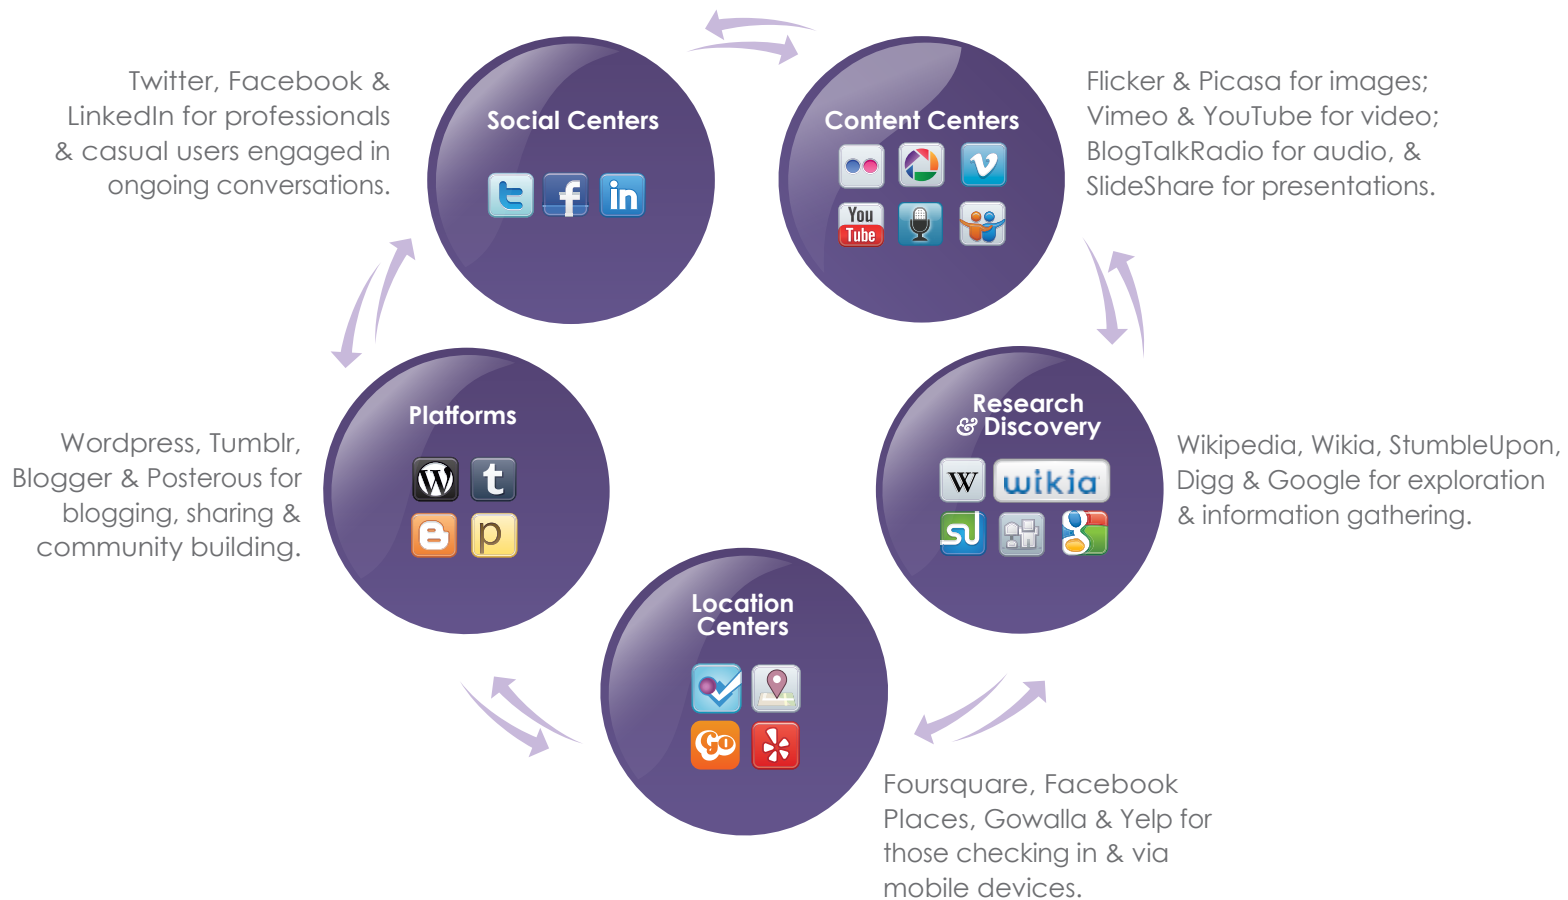 Twitter, Facebook &
LinkedIn for professionals
& casual users engaged in
ongoing conversations.
Social Centers
t f in
Content Centers
You
Tube
Flicker & Picasa for images;
Vimeo & YouTube for video;
BlogTalkRadio for audio, &
SlideShare for presentations.
Wordpress, Tumblr,
Blogger & Posterous for
blogging, sharing &
community building.
Platforms
W t
B p
Research
& Discovery
W wikia
su g
Wikipedia, Wikia, StumbleUpon,
Digg & Google for exploration
& information gathering.
Location
Centers
Go
Foursquare, Facebook
Places, Gowalla & Yelp for
those checking in & via
mobile devices.